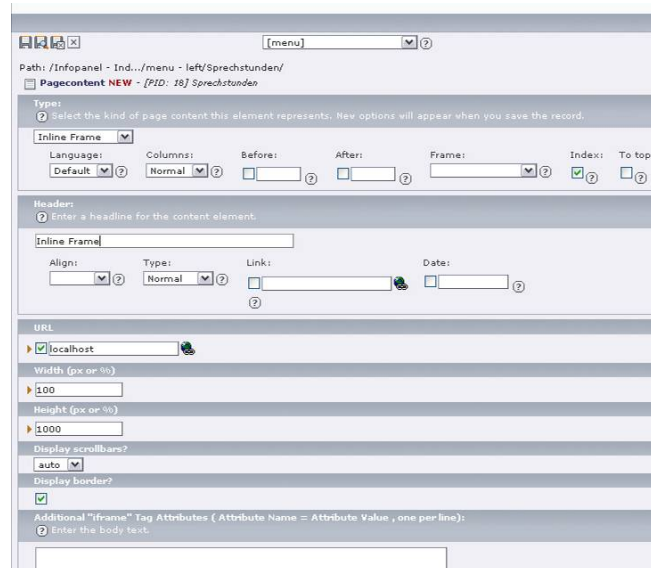 [menu]
Path: /Infopanel - Ind.../menu - left/Sprechstunden/
Pagecontent NEW - [PID: 18] Sprechstunden
Type:
Select the kind of page content this element represents. New options will appear when you save the record.
Inline Frame
Language: Columns: Before: After: Frame: Index: To top
Default Normal
Header:
Enter a headline for the content element.
Inline Frame
Align: Type: Link: Date:
Normal
URL
localhost
Width (px or %)
100
Height (px or %)
1000
Display scrollbars?
auto
Display border?
Additional "iframe" Tag Attributes ( Attribute Name = Attribute Value , one per line):
Enter the body text.